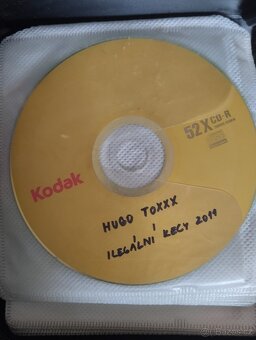 52X CD-R
Kodak
HUGO TOXXX
ILEGÁLNÍ KECY 2019